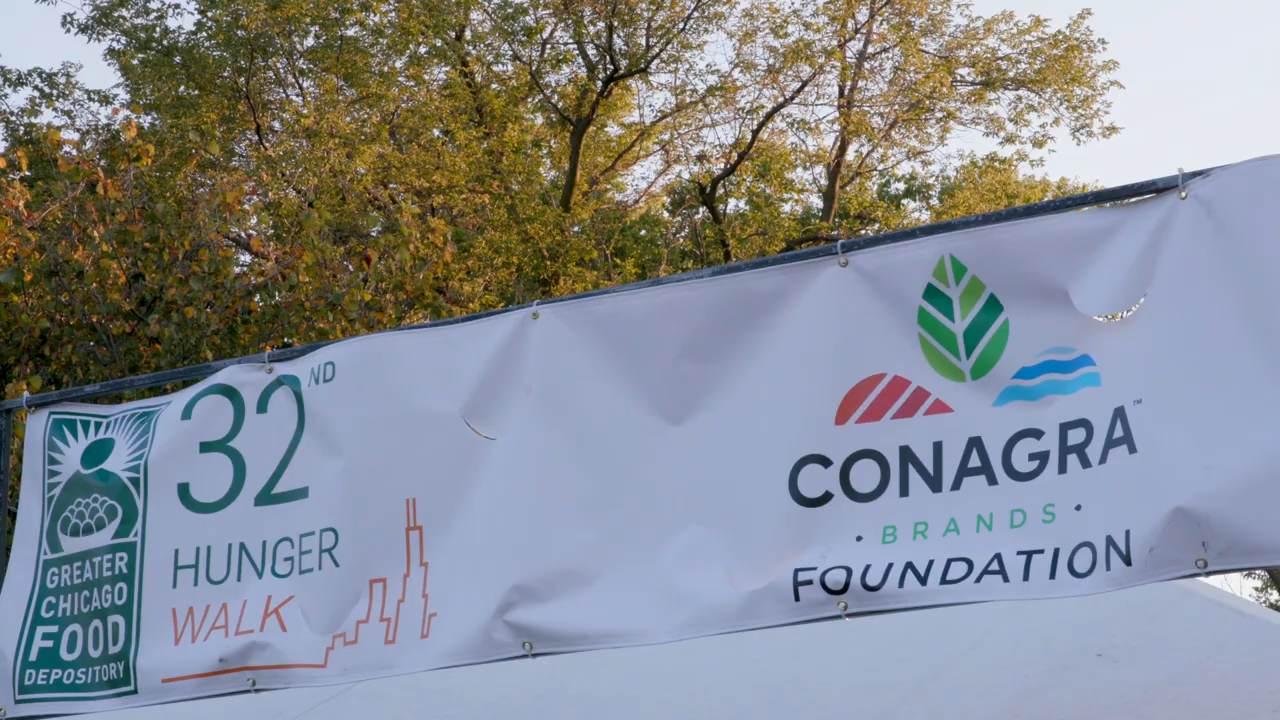 GREATER
CHICAGO
FOOD
DEPOSITORY
32ND
HUNGER
WALK
CONAGRA™
• BRANDS •
FOUNDATION